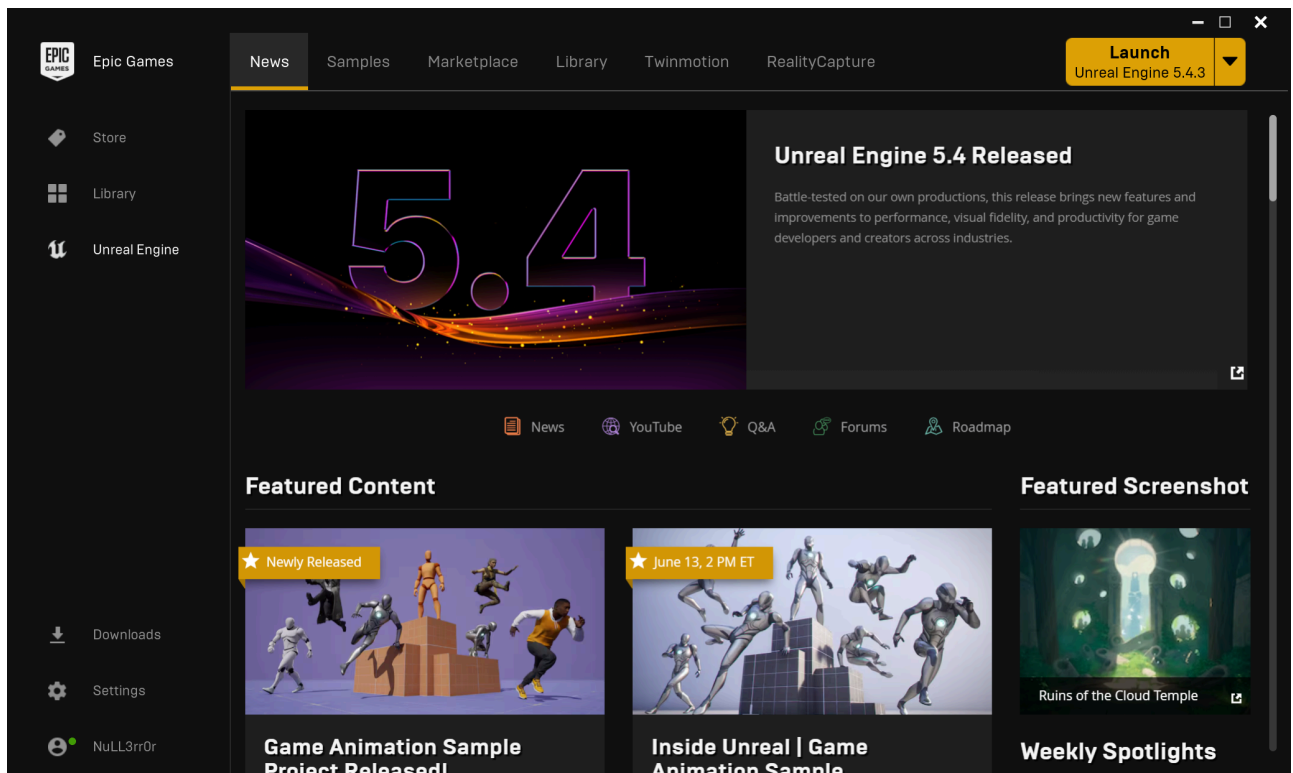 EPIC
GAMES
Epic Games
News
Samples
Marketplace
Library
Twinmotion
RealityCapture
Launch
Unreal Engine 5.4.3
Store
Library
Unreal Engine
Downloads
Settings
NuLL3rr0r
5.4
Unreal Engine 5.4 Released
Battle-tested on our own productions, this release brings new features and
improvements to performance, visual fidelity, and productivity for game
developers and creators across industries.
News
YouTube
Q&A
Forums
Roadmap
Featured Content
Newly Released
Game Animation Sample
Project Released!
June 13, 2 PM ET
Inside Unreal | Game
Animation Sample
Featured Screenshot
Ruins of the Cloud Temple
Weekly Spotlights